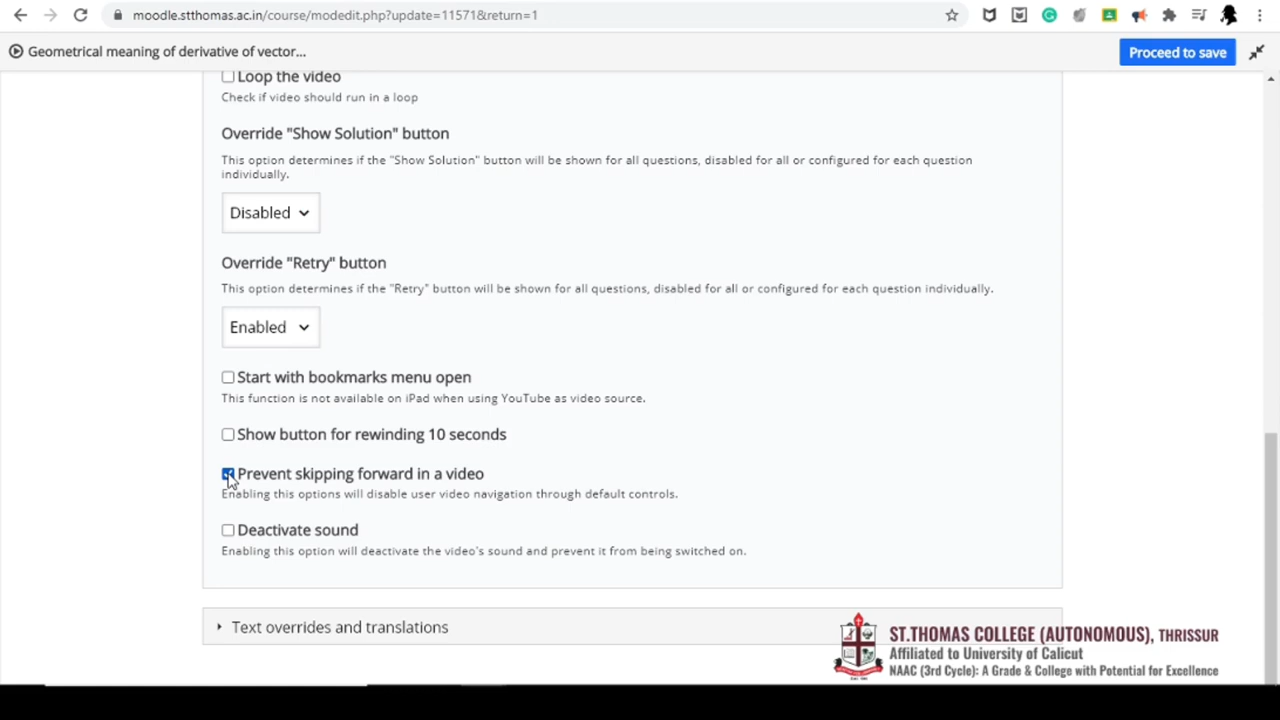 moodle.stthomas.ac.in/course/modedit.php?update=11571&return=1
Geometrical meaning of derivative of vector...
Proceed to save
Loop the video
Check if video should run in a loop
Override "Show Solution" button
This option determines if the "Show Solution" button will be shown for all questions, disabled for all or configured for each question
individually.
Disabled
Override "Retry" button
This option determines if the "Retry" button will be shown for all questions, disabled for all or configured for each question individually.
Enabled
Start with bookmarks menu open
This function is not available on iPad when using YouTube as video source.
Show button for rewinding 10 seconds
Prevent skipping forward in a video
Enabling this options will disable user video navigation through default controls.
Deactivate sound
Enabling this option will deactivate the video's sound and prevent it from being switched on.
Text overrides and translations
ST.THOMAS COLLEGE (AUTONOMOUS), THRISSUR
Affiliated to University of Calicut
NAAC (3rd Cycle): A Grade & College with Potential for Excellence